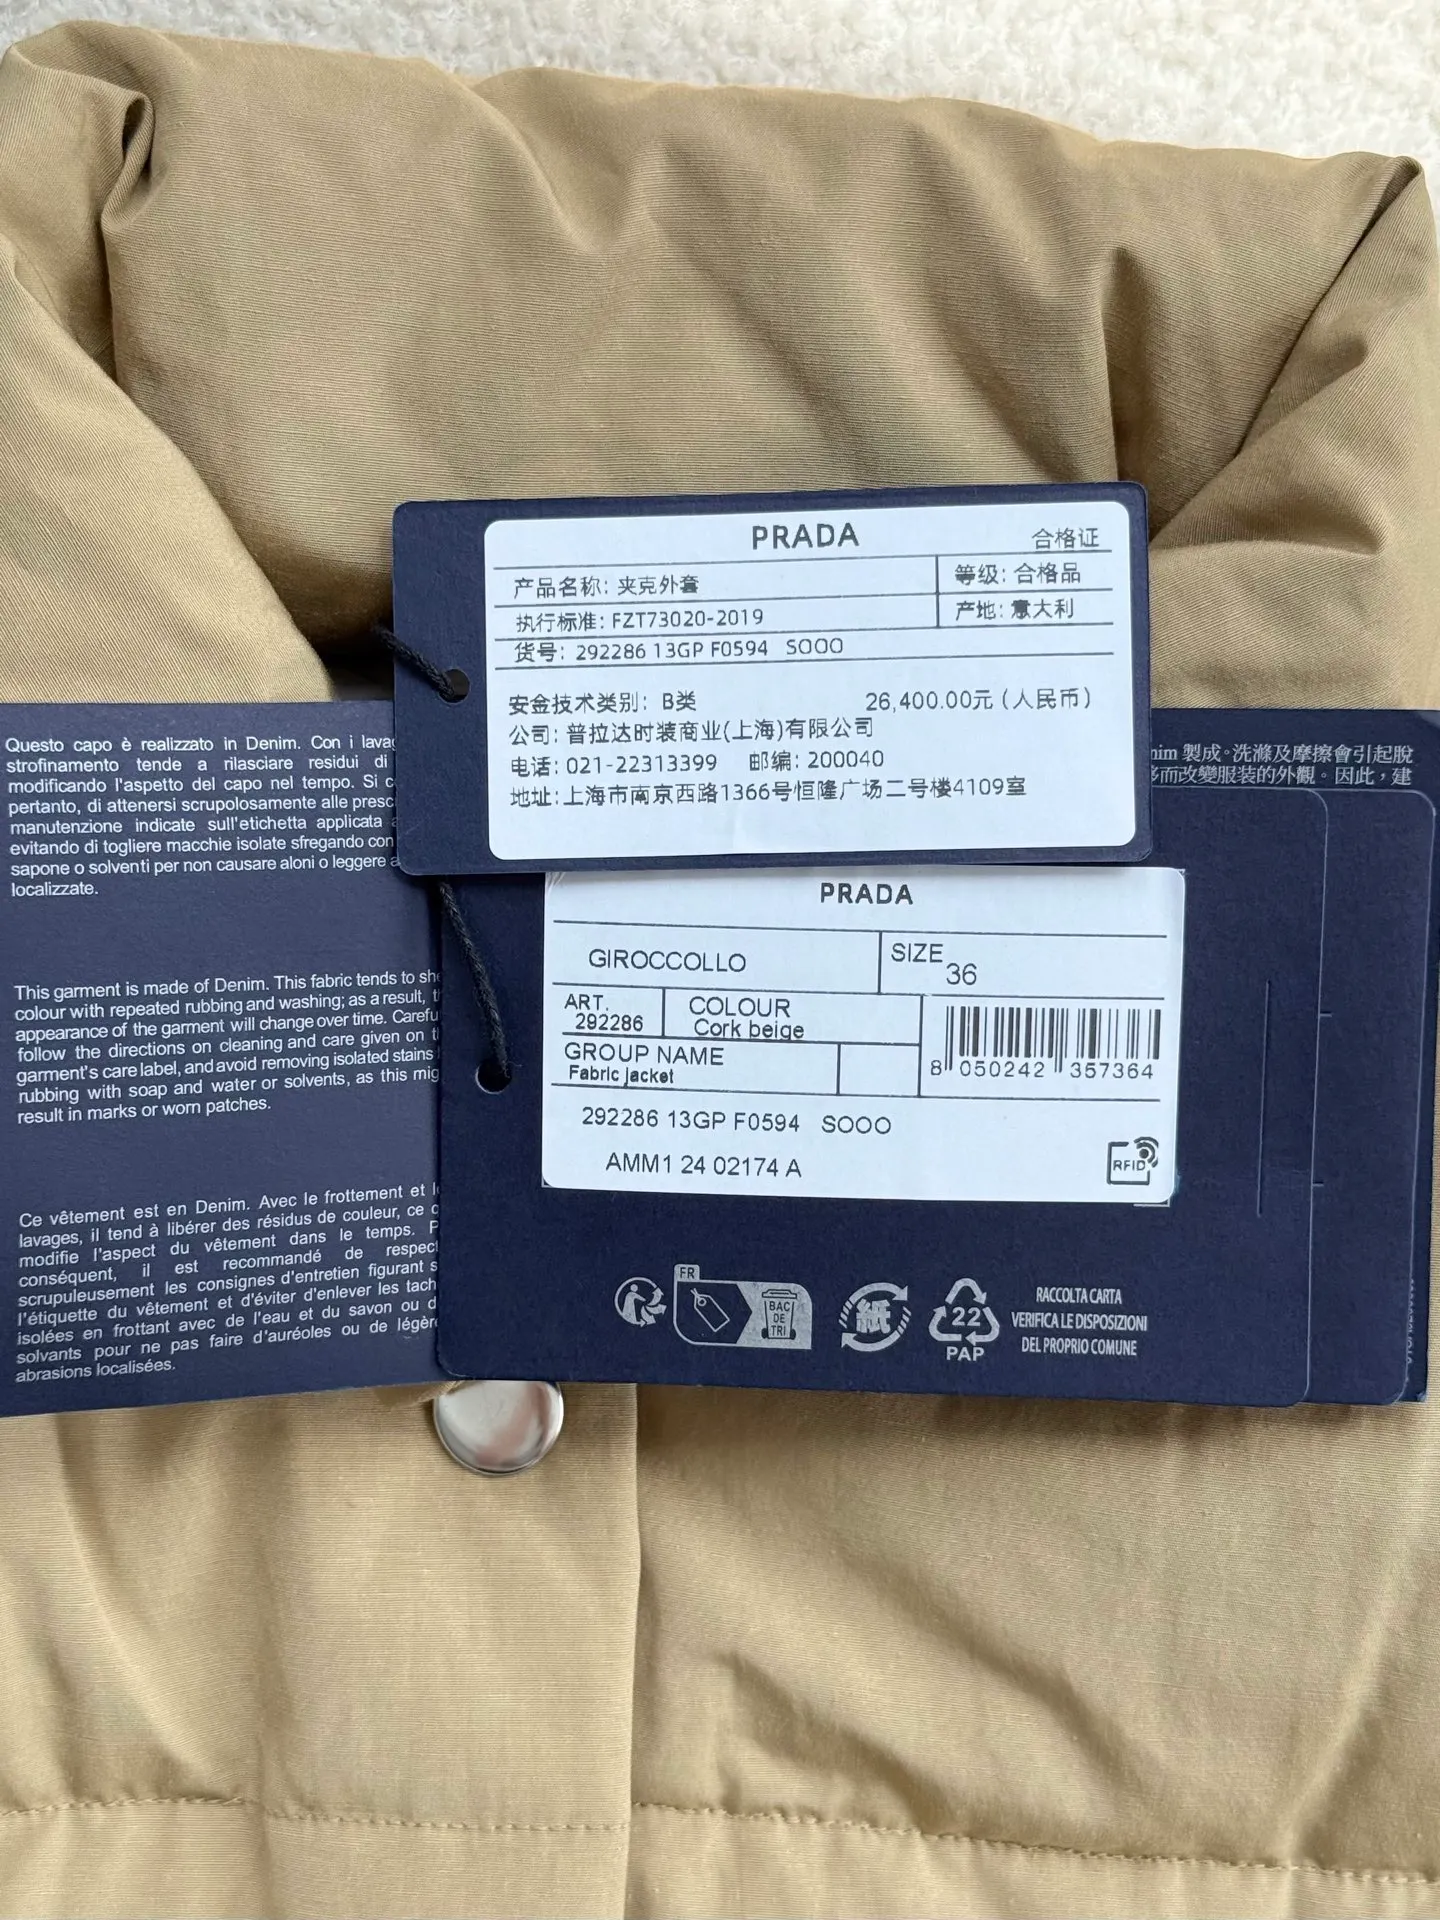 PRADA
合格证
产品名称: 夹克外套
等级: 合格品
执行标准: FZT73020-2019
产地: 意大利
货号: 292286 13GP F0594 SOOO
安金技术类别: B类
26,400.00元 (人民币)
公司: 普拉达时装商业(上海)有限公司
电话: 021-22313399 邮编: 200040
地址: 上海市南京西路1366号恒隆广场二号楼4109室
Questo capo è realizzato in Denim. Con i
strofinamento tende a rilasciare residui di
modificando l'aspetto del capo nel tempo. Si
pertanto, di attenersi scrupolosamente alle
manutenzione indicate sull'etichetta applicata
evitando di togliere macchie isolate sfregando con
sapone o solventi per non causare aloni o leggere
localizzate.
This garment is made of Denim. This fabric tends to
colour with repeated rubbing and washing; as a result,
appearance of the garment will change over time.
follow the directions on cleaning and care given on
garment's care label, and avoid removing isolated stains
rubbing with soap and water or solvents, as this
result in marks or worn patches.
Ce vêtement est en Denim. Avec le frottement et
lavages, il tend à libérer des résidus de couleur, ce
modifie l'aspect du vêtement dans le temps.
conséquent, il est recommandé de
scrupuleusement les consignes d'entretien figurant
l'étiquette du vêtement et d'éviter d'enlever les
isolées en frottant avec de l'eau et du savon ou
solvants pour ne pas faire d'auréoles ou de
abrasions localisées.
製成。洗滌及摩擦會引起脫
而改變服装的外觀。因此，建
PRADA
GIROCCOLLO
SIZE
36
ART.
292286
COLOUR
Cork beige
GROUP NAME
Fabric jacket
8 050242 357364
292286 13GP F0594 SOOO
AMM1 24 02174 A
RFID
FR
BAC
DE
TRI
紙
22
PAP
RACCOLTA CARTA
VERIFICA LE DISPOSIZIONI
DEL PROPRIO COMUNE